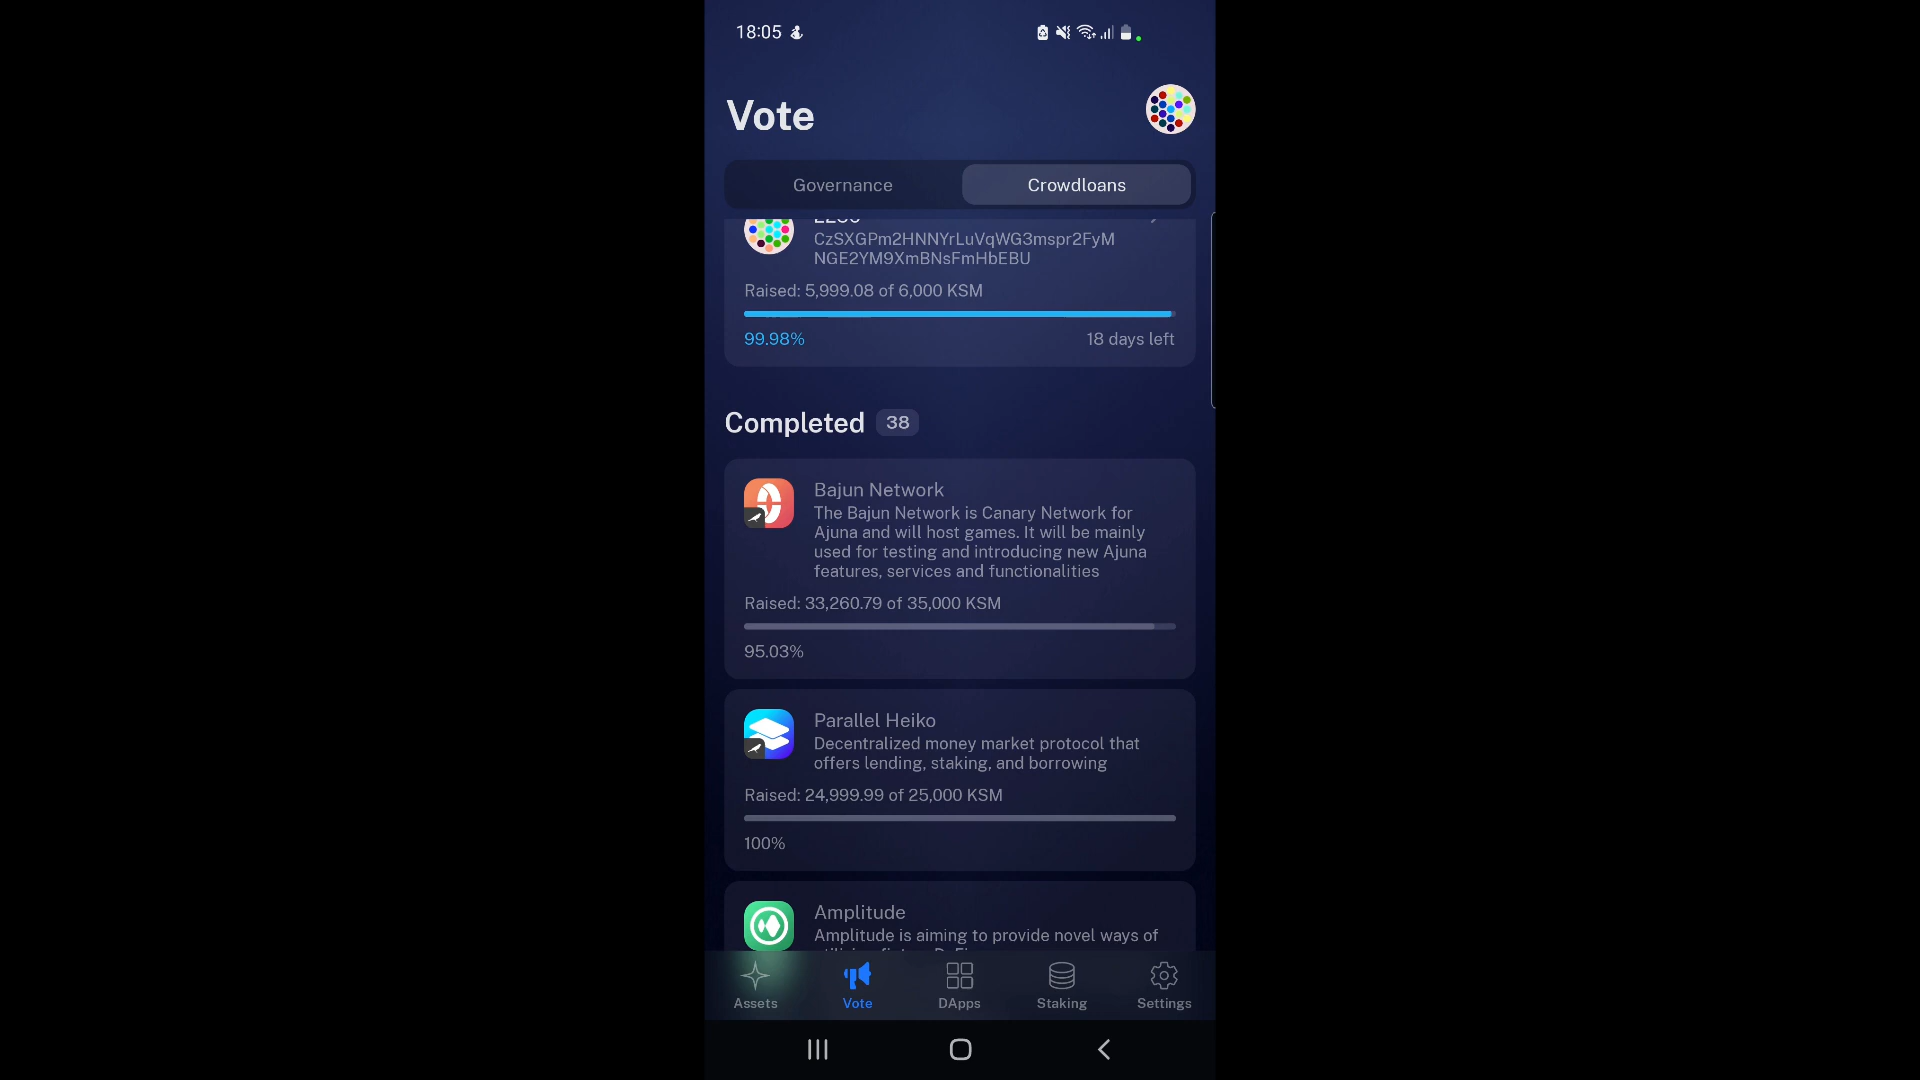 18:05
Vote
Governance
Crowdloans
CzSXGPm2HNNYrLuVqWG3mspr2FyM
NGE2YM9XmBNsFmHbEBU
Raised: 5,999.08 of 6,000 KSM
99.98%
18 days left
Completed 38
Bajun Network
The Bajun Network is Canary Network for
Ajuna and will host games. It will be mainly
used for testing and introducing new Ajuna
features, services and functionalities
Raised: 33,260.79 of 35,000 KSM
95.03%
Parallel Heiko
Decentralized money market protocol that
offers lending, staking, and borrowing
Raised: 24,999.99 of 25,000 KSM
100%
Amplitude
Amplitude is aiming to provide novel ways of
Assets
Vote
DApps
Staking
Settings